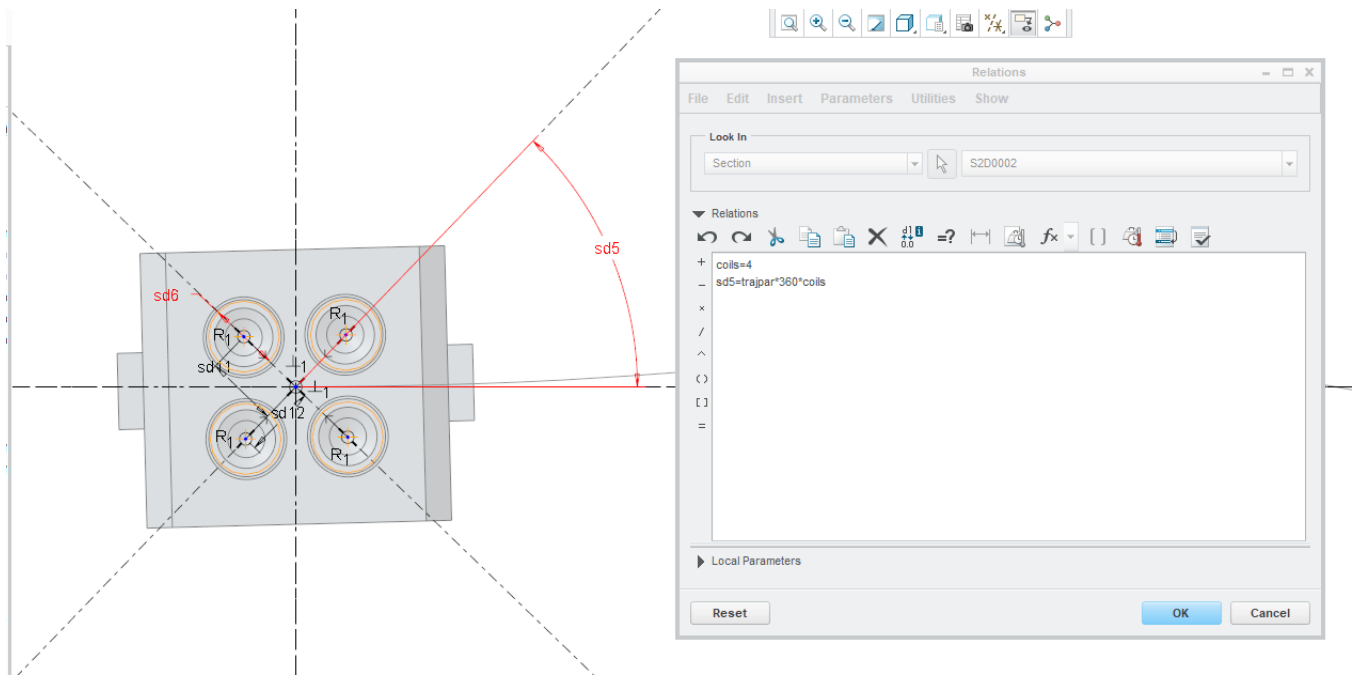 Relations
File Edit Insert Parameters Utilities Show
Look In
Section
S2D0002
Relations
coils=4
sd5=trajpar*360*coils
Local Parameters
Reset
OK
Cancel
sd5
sd6
R1
R1
sd11
1
1
sd12
R1
R1